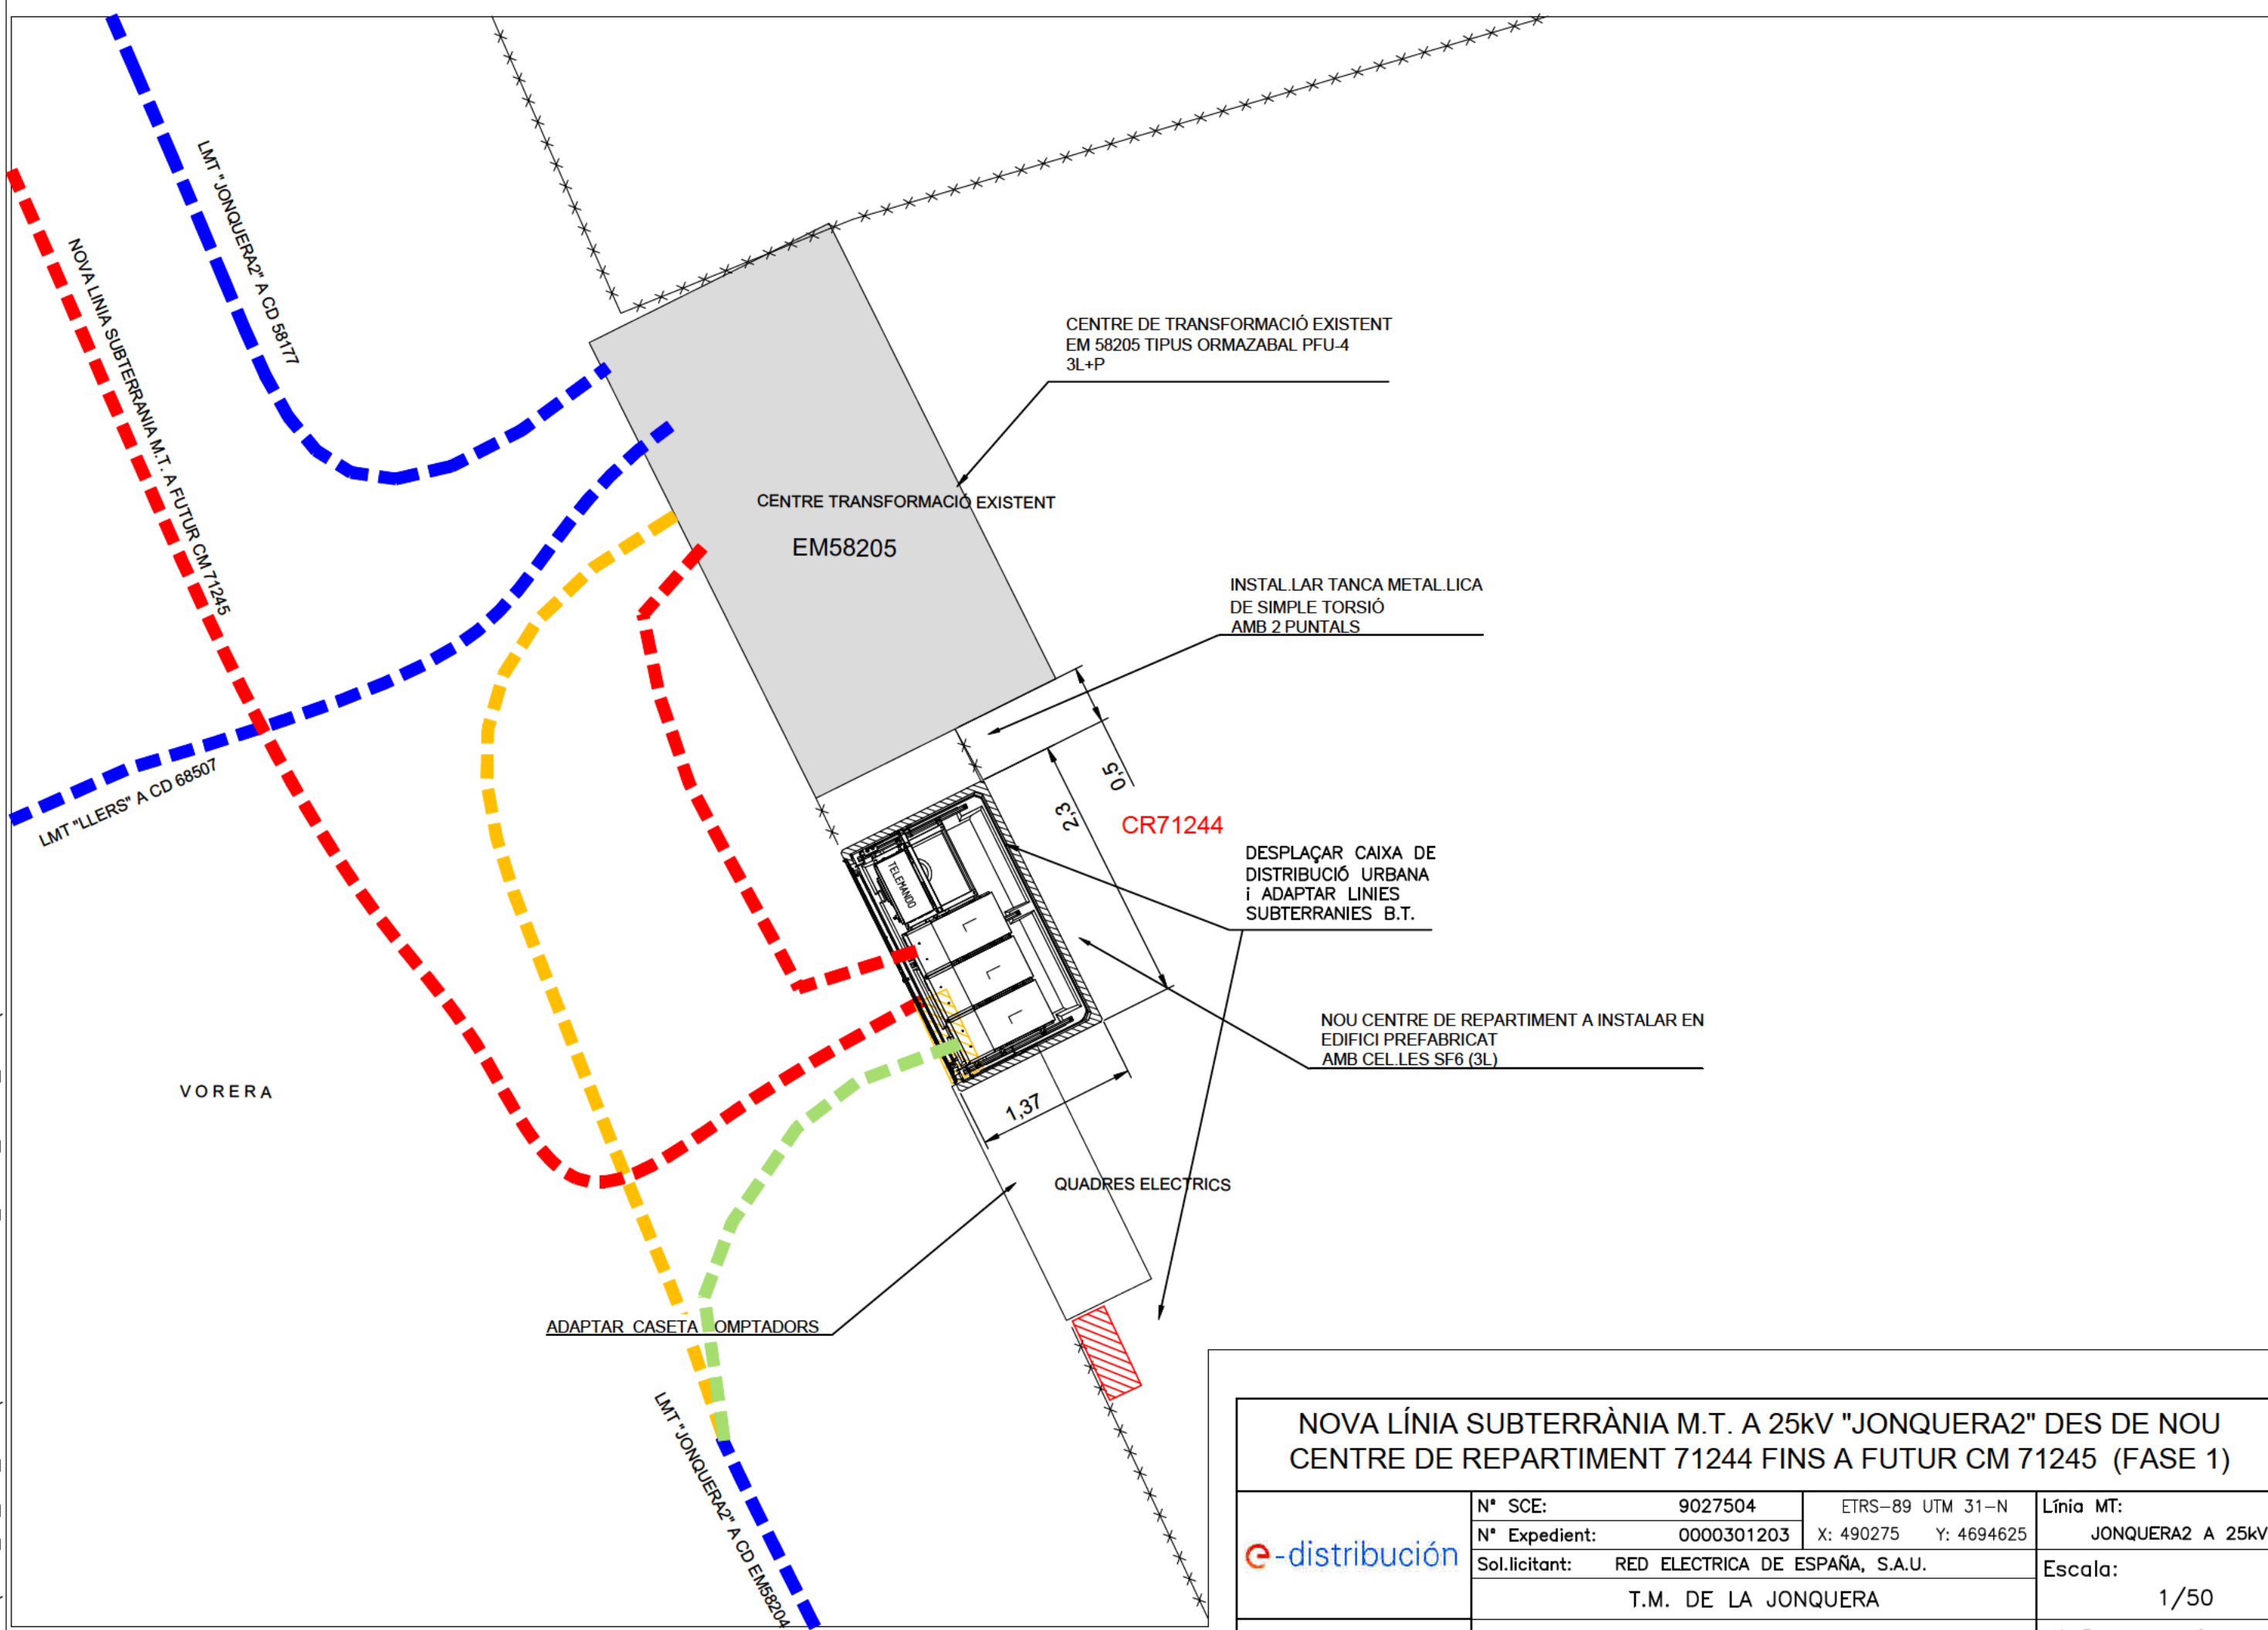 LMT "JONQUERA2" A CD 58177
NOVA LINIA SUBTERRANIA M.T. A FUTUR CM 71245
CENTRE DE TRANSFORMACIÓ EXISTENT
EM 58205 TIPUS ORMAZABAL PFU-4
3L+P
CENTRE TRANSFORMACIÓ EXISTENT
EM58205
INSTAL.LAR TANCA METAL.LICA
DE SIMPLE TORSIÓ
AMB 2 PUNTALS
LMT "LLERS" A CD 68507
0,5
2,3
CR71244
TELEMANDO
L
L
L
DESPLAÇAR CAIXA DE
DISTRIBUCIÓ URBANA
i ADAPTAR LINIES
SUBTERRANIES B.T.
NOU CENTRE DE REPARTIMENT A INSTALAR EN
EDIFICI PREFABRICAT
AMB CEL.LES SF6 (3L)
VORERA
1,37
QUADRES ELECTRICS
ADAPTAR CASETA OMPTADORS
LMT "JONQUERA2" A CD EM58204
NOVA LÍNIA SUBTERRÀNIA M.T. A 25kV "JONQUERA2" DES DE NOU
CENTRE DE REPARTIMENT 71244 FINS A FUTUR CM 71245 (FASE 1)
e-distribución
Nº SCE: 9027504
ETRS-89 UTM 31-N
Línia MT:
Nº Expedient: 0000301203
X: 490275 Y: 4694625
JONQUERA2 A 25kV
Sol.licitant: RED ELECTRICA DE ESPAÑA, S.A.U.
Escala:
T.M. DE LA JONQUERA
1/50